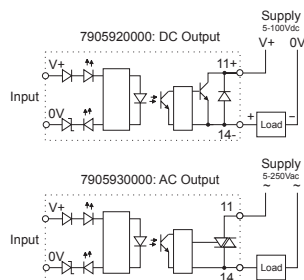 7905920000: DC Output
Supply
5-100Vdc
V+ 0V
V+
11+
Input
0V
14-
+ Load −
7905930000: AC Output
Supply
5-250Vac
~ ~
V+
11
Input
0V
14
Load